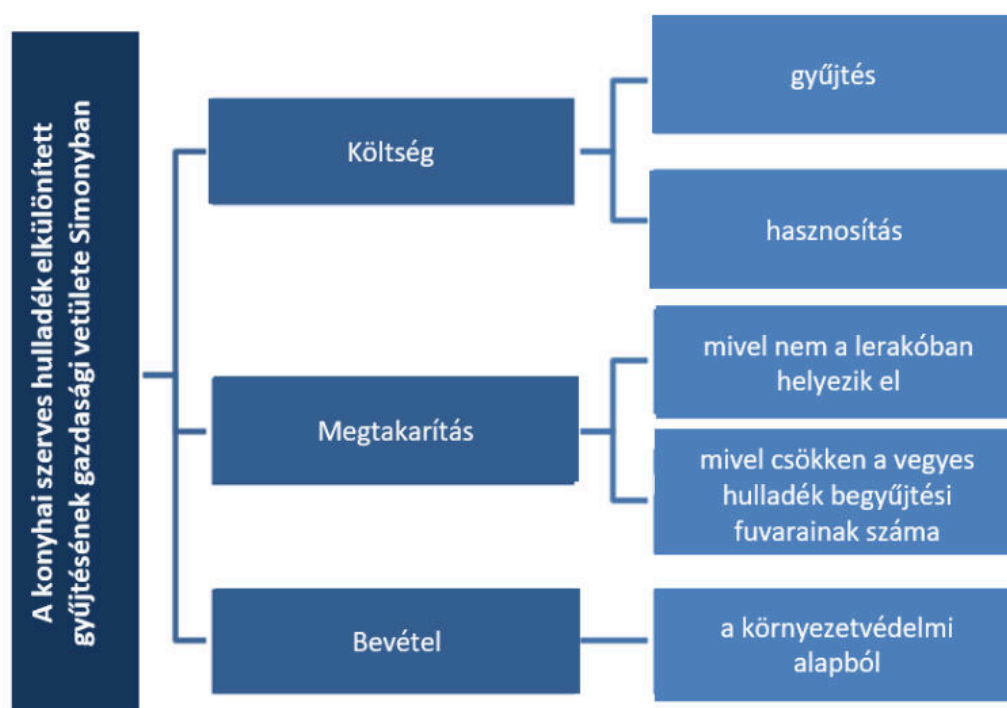 A konyhai szerves hulladék elkülönített
gyűjtésének gazdasági vetülete Simonyban
Költség
gyűjtés
hasznosítás
Megtakarítás
mivel nem a lerakóban
helyezik el
mivel csökken a vegyes
hulladék begyűjtési
fuvarainak száma
Bevétel
a környezetvédelmi
alapból